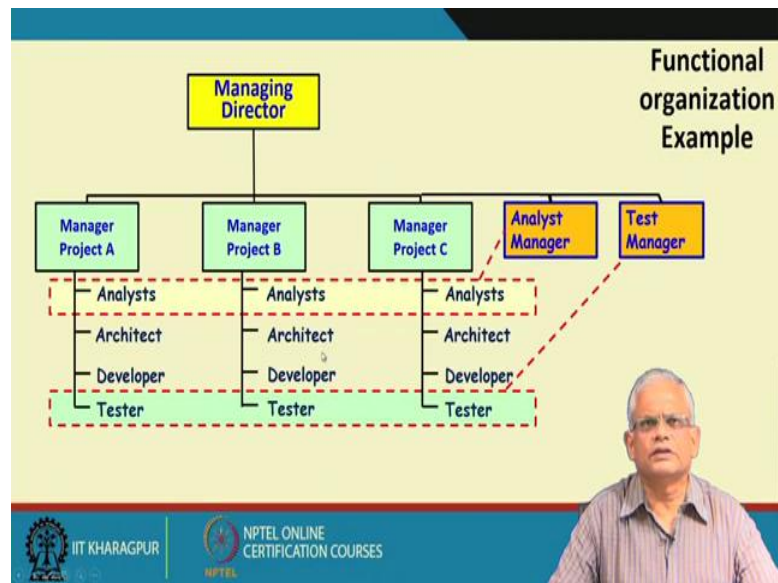 Functional
organization
Example
Managing
Director
Manager
Project A
Manager
Project B
Manager
Project C
Analyst
Manager
Test
Manager
Analysts
Analysts
Analysts
Architect
Architect
Architect
Developer
Developer
Developer
Tester
Tester
Tester
IIT KHARAGPUR
NPTEL
NPTEL ONLINE
CERTIFICATION COURSES